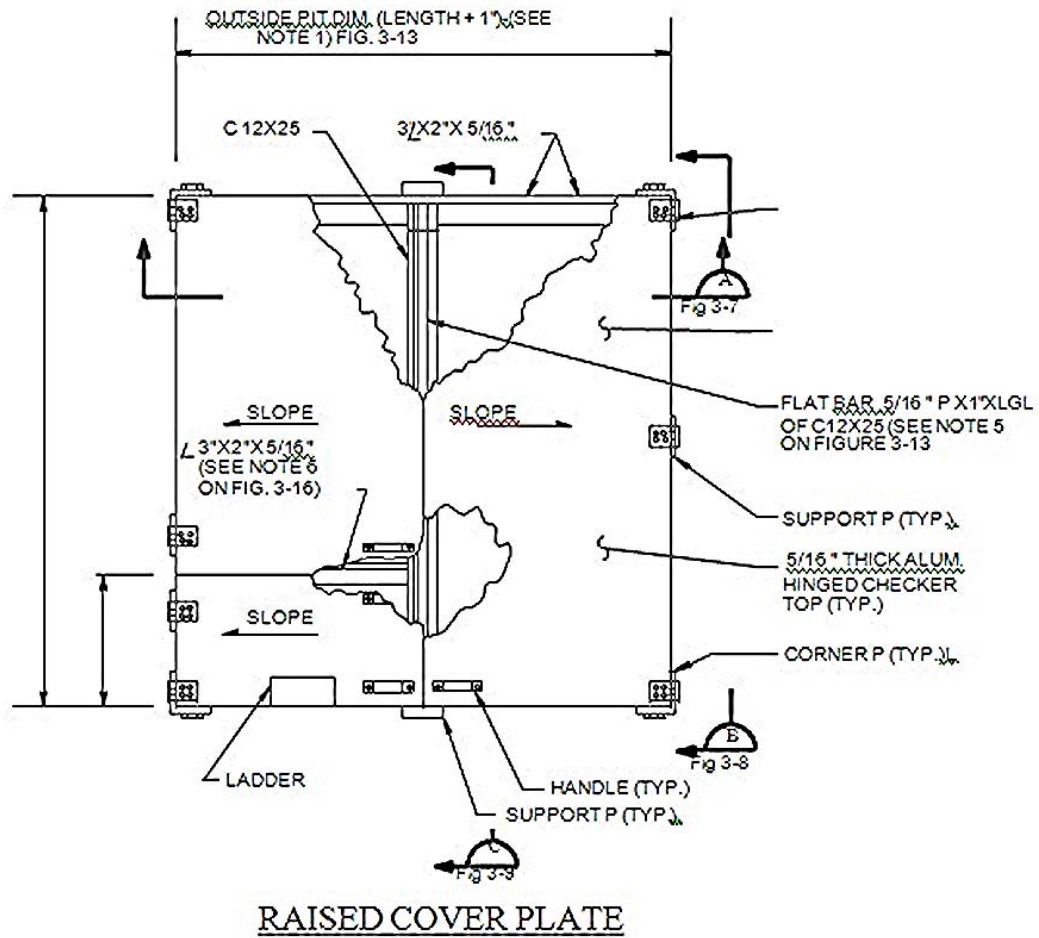 OUTSIDE PIT DIM. (LENGTH + 1") (SEE
NOTE 1) FIG. 3-13
C 12X25
3"X2"X 5/16"
A
Fig 3-7
SLOPE
SLOPE
FLAT BAR 5/16" P X1"XLGL
OF C12X25 (SEE NOTE 5
ON FIGURE 3-13
L 3"X2"X 5/16"
(SEE NOTE 6
ON FIG. 3-16)
SUPPORT P (TYP.)
5/16" THICK ALUM.
HINGED CHECKER
TOP (TYP.)
SLOPE
CORNER P (TYP.)
B
Fig 3-8
LADDER
HANDLE (TYP.)
SUPPORT P (TYP.)
C
Fig 3-9
RAISED COVER PLATE